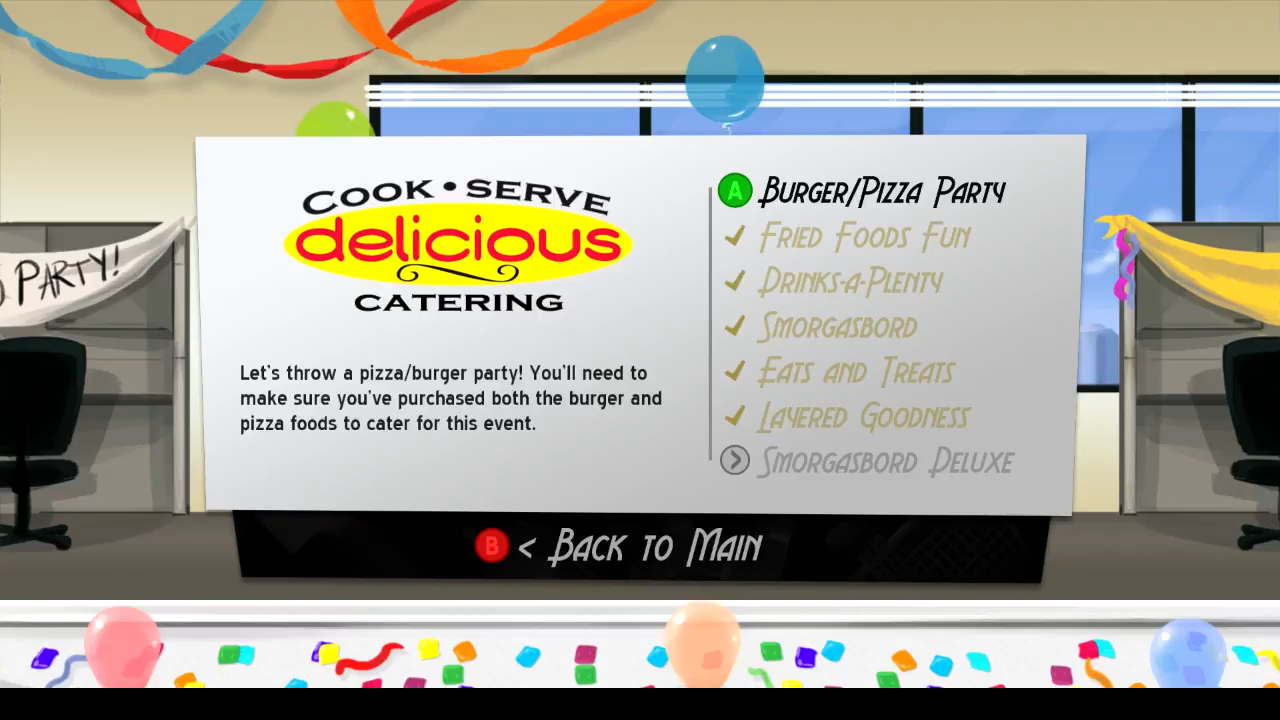 COOK • SERVE
delicious
CATERING
PARTY!
Let's throw a pizza/burger party! You'll need to
make sure you've purchased both the burger and
pizza foods to cater for this event.
A Burger/Pizza Party
Fried Foods Fun
Drinks-a-Plenty
Smorgasbord
Eats and Treats
Layered Goodness
Smorgasbord Deluxe
B < Back to Main